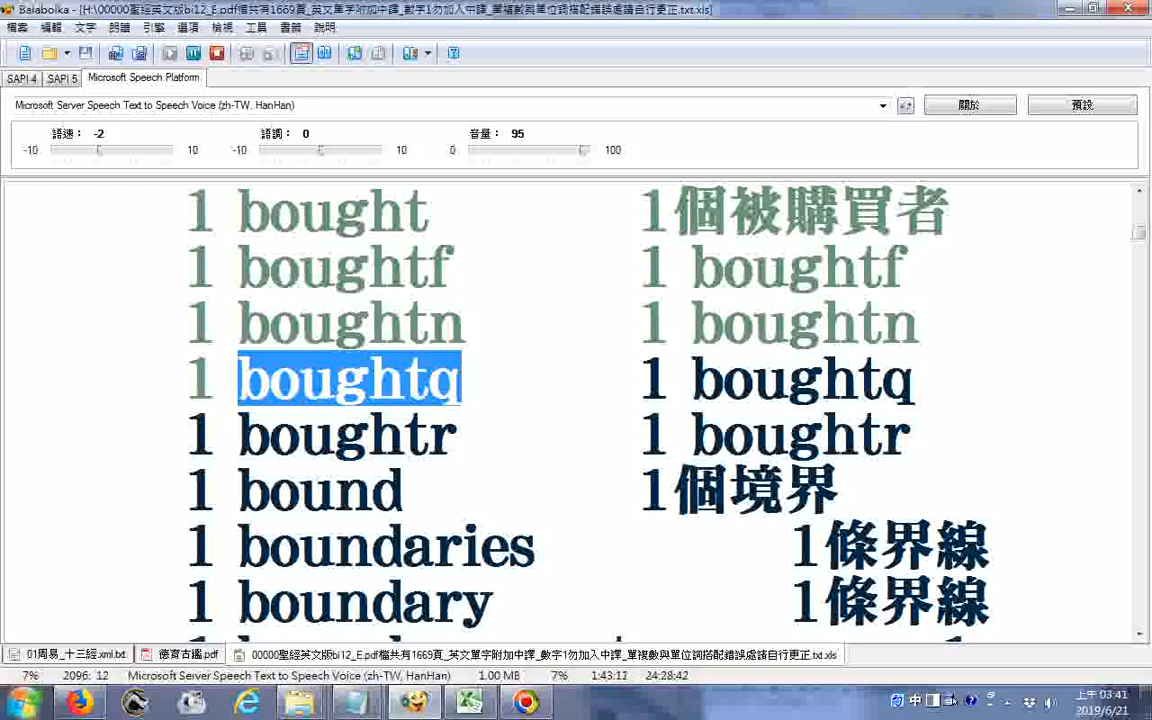 Balabolka - [H:\00000聖經英文版bi12_E.pdf檔共有1669頁_英文單字附加中譯_數字1勿加入中譯_單複數與單位詞搭配錯誤處請自行更正.txt.xls]
檔案 編輯 文字 朗讀 引擎 選項 檢視 工具 書籤 說明
SAPI 4 SAPI 5 Microsoft Speech Platform
Microsoft Server Speech Text to Speech Voice (zh-TW, HanHan) 關於 預設
語速： -2 語調： 0 音量： 95
-10 10 -10 10 0 100
1 bought 1個被購買者
1 boughtf 1 boughtf
1 boughtn 1 boughtn
1 boughtq 1 boughtq
1 boughtr 1 boughtr
1 bound 1個境界
1 boundaries 1條界線
1 boundary 1條界線
01周易_十三經.xml.txt 德育古鑑.pdf 00000聖經英文版bi12_E.pdf檔共有1669頁_英文單字附加中譯_數字1勿加入中譯_單複數與單位詞搭配錯誤處請自行更正.txt.xls
7% 2096: 12 Microsoft Server Speech Text to Speech Voice (zh-TW, HanHan) 1.00 MB 7% 1:43:12 24:28:42
中 上午 03:41
2019/6/21